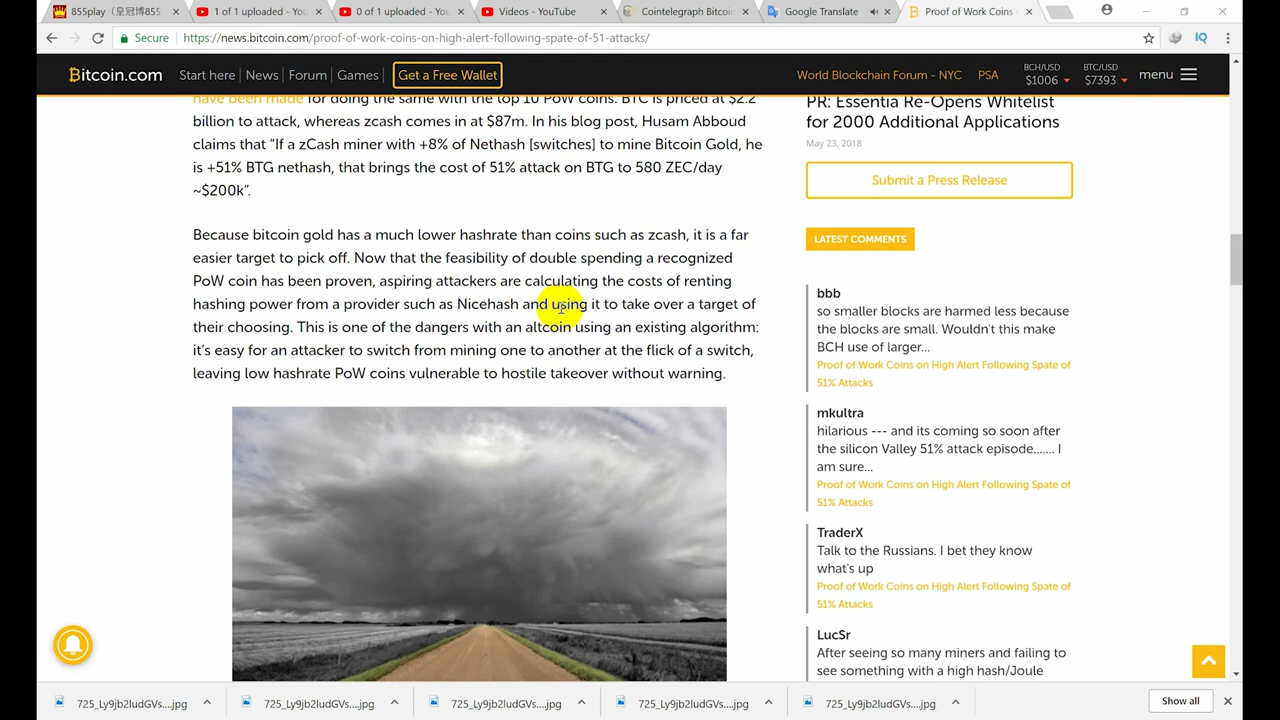 855play（皇冠博855
1 of 1 uploaded - You
0 of 1 uploaded - You
Videos - YouTube
Cointelegraph Bitcoin
Google Translate
Proof of Work Coins
Secure
https://news.bitcoin.com/proof-of-work-coins-on-high-alert-following-spate-of-51-attacks/
IQ
Bitcoin.com
Start here
News
Forum
Games
Get a Free Wallet
World Blockchain Forum - NYC
PSA
BCH/USD
$1006
BTC/USD
$7393
menu
have been made for doing the same with the top 10 PoW coins. BTC is priced at $2.2
billion to attack, whereas zcash comes in at $87m. In his blog post, Husam Abboud
claims that “If a zCash miner with +8% of Nethash [switches] to mine Bitcoin Gold, he
is +51% BTG nethash, that brings the cost of 51% attack on BTG to 580 ZEC/day
~$200k”.
Because bitcoin gold has a much lower hashrate than coins such as zcash, it is a far
easier target to pick off. Now that the feasibility of double spending a recognized
PoW coin has been proven, aspiring attackers are calculating the costs of renting
hashing power from a provider such as Nicehash and using it to take over a target of
their choosing. This is one of the dangers with an altcoin using an existing algorithm:
it’s easy for an attacker to switch from mining one to another at the flick of a switch,
leaving low hashrate PoW coins vulnerable to hostile takeover without warning.
PR: Essentia Re-Opens Whitelist
for 2000 Additional Applications
May 23, 2018
Submit a Press Release
LATEST COMMENTS
bbb
so smaller blocks are harmed less because
the blocks are small. Wouldn't this make
BCH use of larger...
Proof of Work Coins on High Alert Following Spate of
51% Attacks
mkultra
hilarious --- and its coming so soon after
the silicon Valley 51% attack episode....... I
am sure...
Proof of Work Coins on High Alert Following Spate of
51% Attacks
TraderX
Talk to the Russians. I bet they know
what's up
Proof of Work Coins on High Alert Following Spate of
51% Attacks
LucSr
After seeing so many miners and failing to
see something with a high hash/Joule
725_Ly9jb2ludGVs....jpg
725_Ly9jb2ludGVs....jpg
725_Ly9jb2ludGVs....jpg
725_Ly9jb2ludGVs....jpg
725_Ly9jb2ludGVs....jpg
Show all